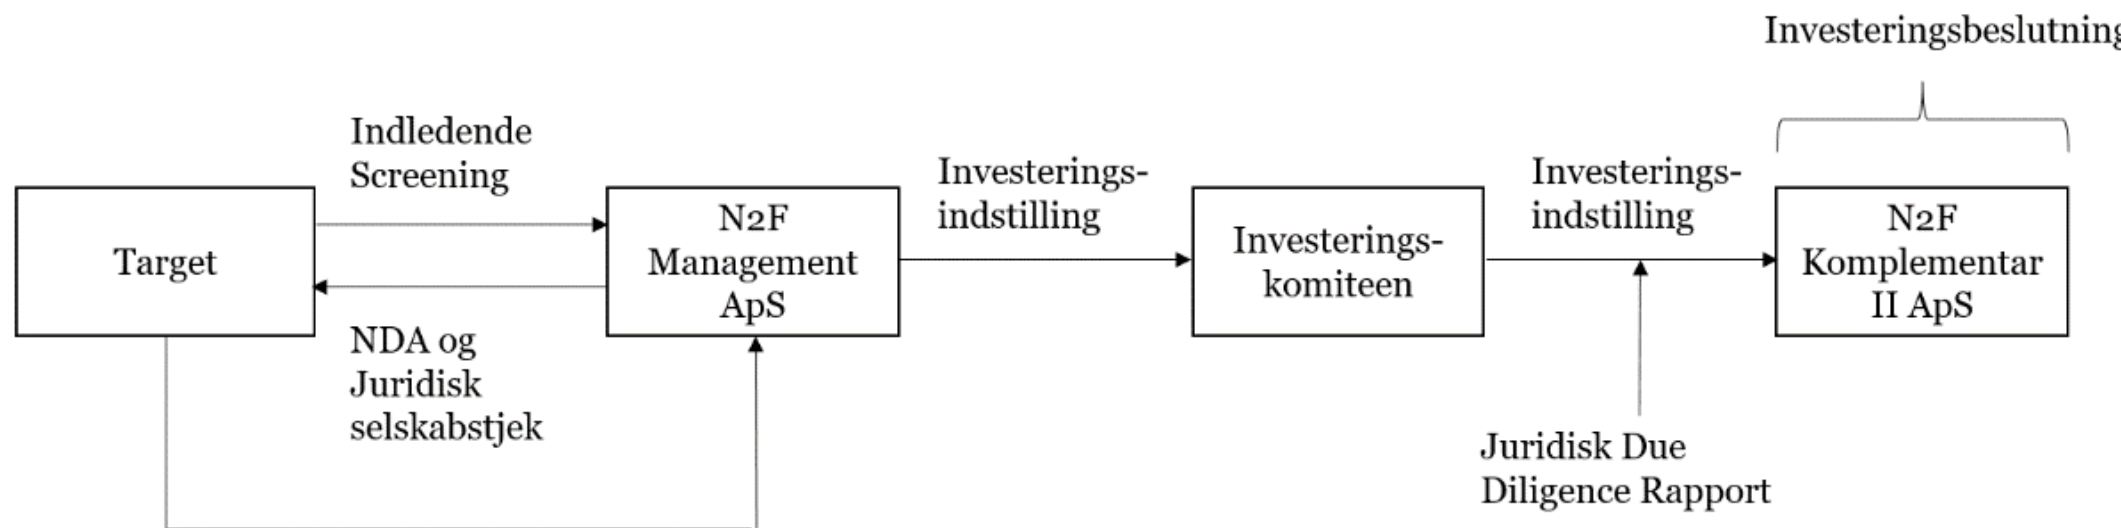 Investeringsbeslutning
Indledende
Screening
Investerings-
indstilling
Investerings-
indstilling
Target
N2F
Management
ApS
Investerings-
komiteen
N2F
Komplementar
II ApS
NDA og
Juridisk
selskabstjek
Juridisk Due
Diligence Rapport